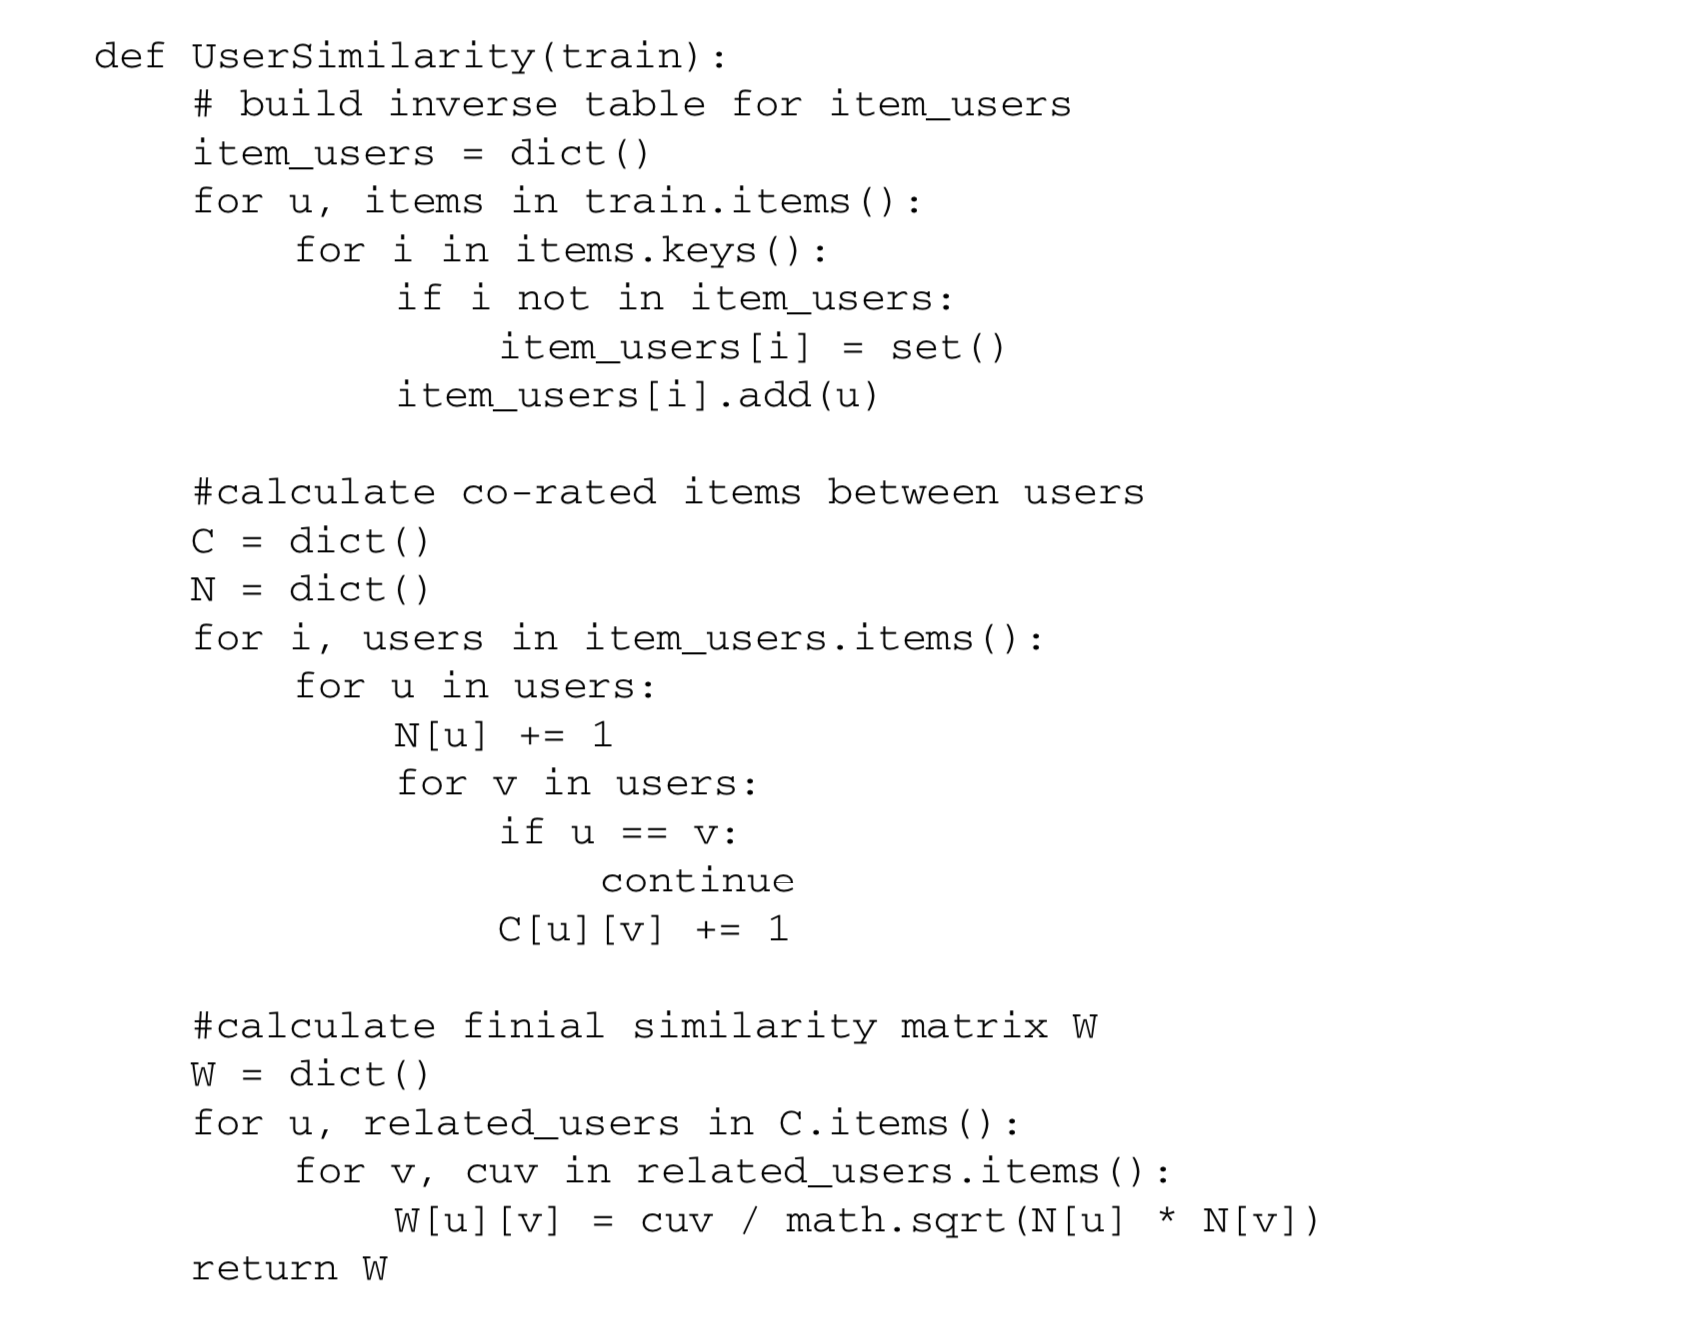 def UserSimilarity(train):
    # build inverse table for item_users
    item_users = dict()
    for u, items in train.items():
        for i in items.keys():
            if i not in item_users:
                item_users[i] = set()
            item_users[i].add(u)

    #calculate co-rated items between users
    C = dict()
    N = dict()
    for i, users in item_users.items():
        for u in users:
            N[u] += 1
            for v in users:
                if u == v:
                    continue
                C[u][v] += 1

    #calculate finial similarity matrix W
    W = dict()
    for u, related_users in C.items():
        for v, cuv in related_users.items():
            W[u][v] = cuv / math.sqrt(N[u] * N[v])
    return W